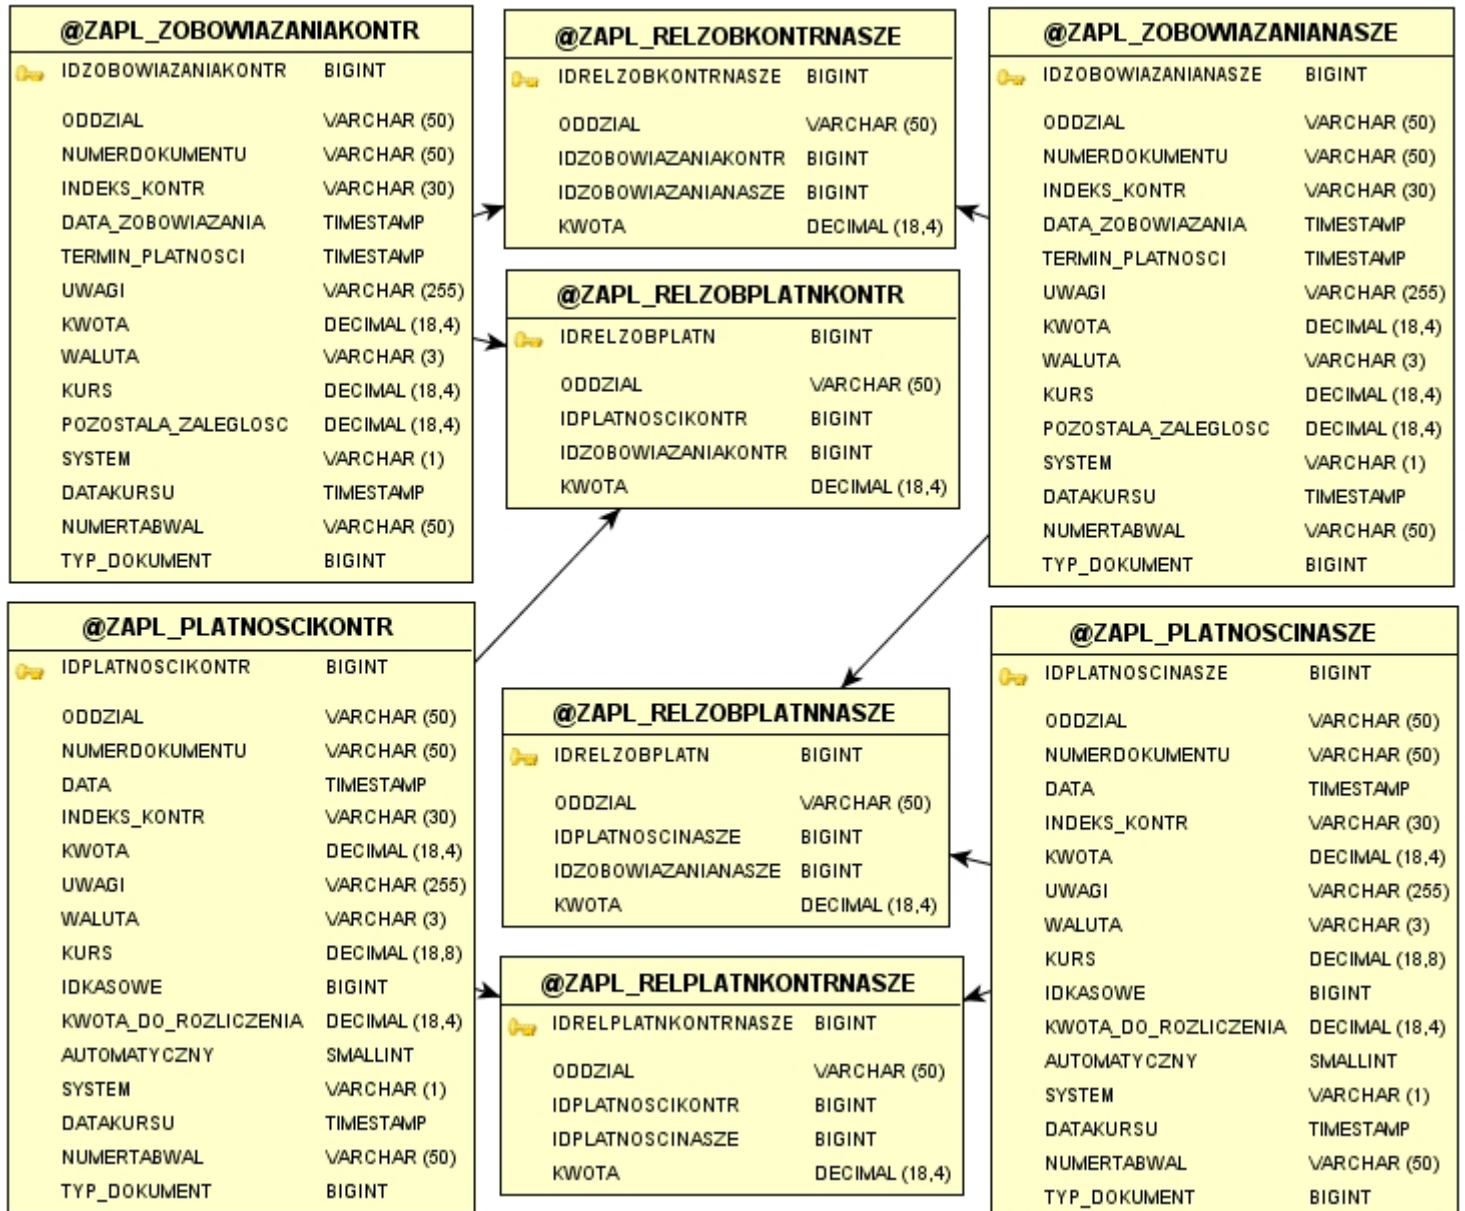 @ZAPL_ZOBOWIAZANIAKONTR
IDZOBOWIAZANIAKONTR BIGINT
ODDZIAL VARCHAR (50)
NUMERDOKUMENTU VARCHAR (50)
INDEKS_KONTR VARCHAR (30)
DATA_ZOBOWIAZANIA TIMESTAMP
TERMIN_PLATNOSCI TIMESTAMP
UWAGI VARCHAR (255)
KWOTA DECIMAL (18,4)
WALUTA VARCHAR (3)
KURS DECIMAL (18,4)
POZOSTALA_ZALEGLOSC DECIMAL (18,4)
SYSTEM VARCHAR (1)
DATAKURSU TIMESTAMP
NUMERTABWAL VARCHAR (50)
TYP_DOKUMENT BIGINT
@ZAPL_RELZOBKONTRNASZE
IDRELZOBKONTRNASZE BIGINT
ODDZIAL VARCHAR (50)
IDZOBOWIAZANIAKONTR BIGINT
IDZOBOWIAZANIANASZE BIGINT
KWOTA DECIMAL (18,4)
@ZAPL_RELZOBPLATNKONTR
IDRELZOBPLATN BIGINT
ODDZIAL VARCHAR (50)
IDPLATNOSCIKONTR BIGINT
IDZOBOWIAZANIAKONTR BIGINT
KWOTA DECIMAL (18,4)
@ZAPL_ZOBOWIAZANIANASZE
IDZOBOWIAZANIANASZE BIGINT
ODDZIAL VARCHAR (50)
NUMERDOKUMENTU VARCHAR (50)
INDEKS_KONTR VARCHAR (30)
DATA_ZOBOWIAZANIA TIMESTAMP
TERMIN_PLATNOSCI TIMESTAMP
UWAGI VARCHAR (255)
KWOTA DECIMAL (18,4)
WALUTA VARCHAR (3)
KURS DECIMAL (18,4)
POZOSTALA_ZALEGLOSC DECIMAL (18,4)
SYSTEM VARCHAR (1)
DATAKURSU TIMESTAMP
NUMERTABWAL VARCHAR (50)
TYP_DOKUMENT BIGINT
@ZAPL_PLATNOSCIKONTR
IDPLATNOSCIKONTR BIGINT
ODDZIAL VARCHAR (50)
NUMERDOKUMENTU VARCHAR (50)
DATA TIMESTAMP
INDEKS_KONTR VARCHAR (30)
KWOTA DECIMAL (18,4)
UWAGI VARCHAR (255)
WALUTA VARCHAR (3)
KURS DECIMAL (18,8)
IDKASOWE BIGINT
KWOTA_DO_ROZLICZENIA DECIMAL (18,4)
AUTOMATYCZNY SMALLINT
SYSTEM VARCHAR (1)
DATAKURSU TIMESTAMP
NUMERTABWAL VARCHAR (50)
TYP_DOKUMENT BIGINT
@ZAPL_RELZOBPLATNNASZE
IDRELZOBPLATN BIGINT
ODDZIAL VARCHAR (50)
IDPLATNOSCINASZE BIGINT
IDZOBOWIAZANIANASZE BIGINT
KWOTA DECIMAL (18,4)
@ZAPL_RELPLATNKONTRNASZE
IDRELPLATNKONTRNASZE BIGINT
ODDZIAL VARCHAR (50)
IDPLATNOSCIKONTR BIGINT
IDPLATNOSCINASZE BIGINT
KWOTA DECIMAL (18,4)
@ZAPL_PLATNOSCINASZE
IDPLATNOSCINASZE BIGINT
ODDZIAL VARCHAR (50)
NUMERDOKUMENTU VARCHAR (50)
DATA TIMESTAMP
INDEKS_KONTR VARCHAR (30)
KWOTA DECIMAL (18,4)
UWAGI VARCHAR (255)
WALUTA VARCHAR (3)
KURS DECIMAL (18,8)
IDKASOWE BIGINT
KWOTA_DO_ROZLICZENIA DECIMAL (18,4)
AUTOMATYCZNY SMALLINT
SYSTEM VARCHAR (1)
DATAKURSU TIMESTAMP
NUMERTABWAL VARCHAR (50)
TYP_DOKUMENT BIGINT